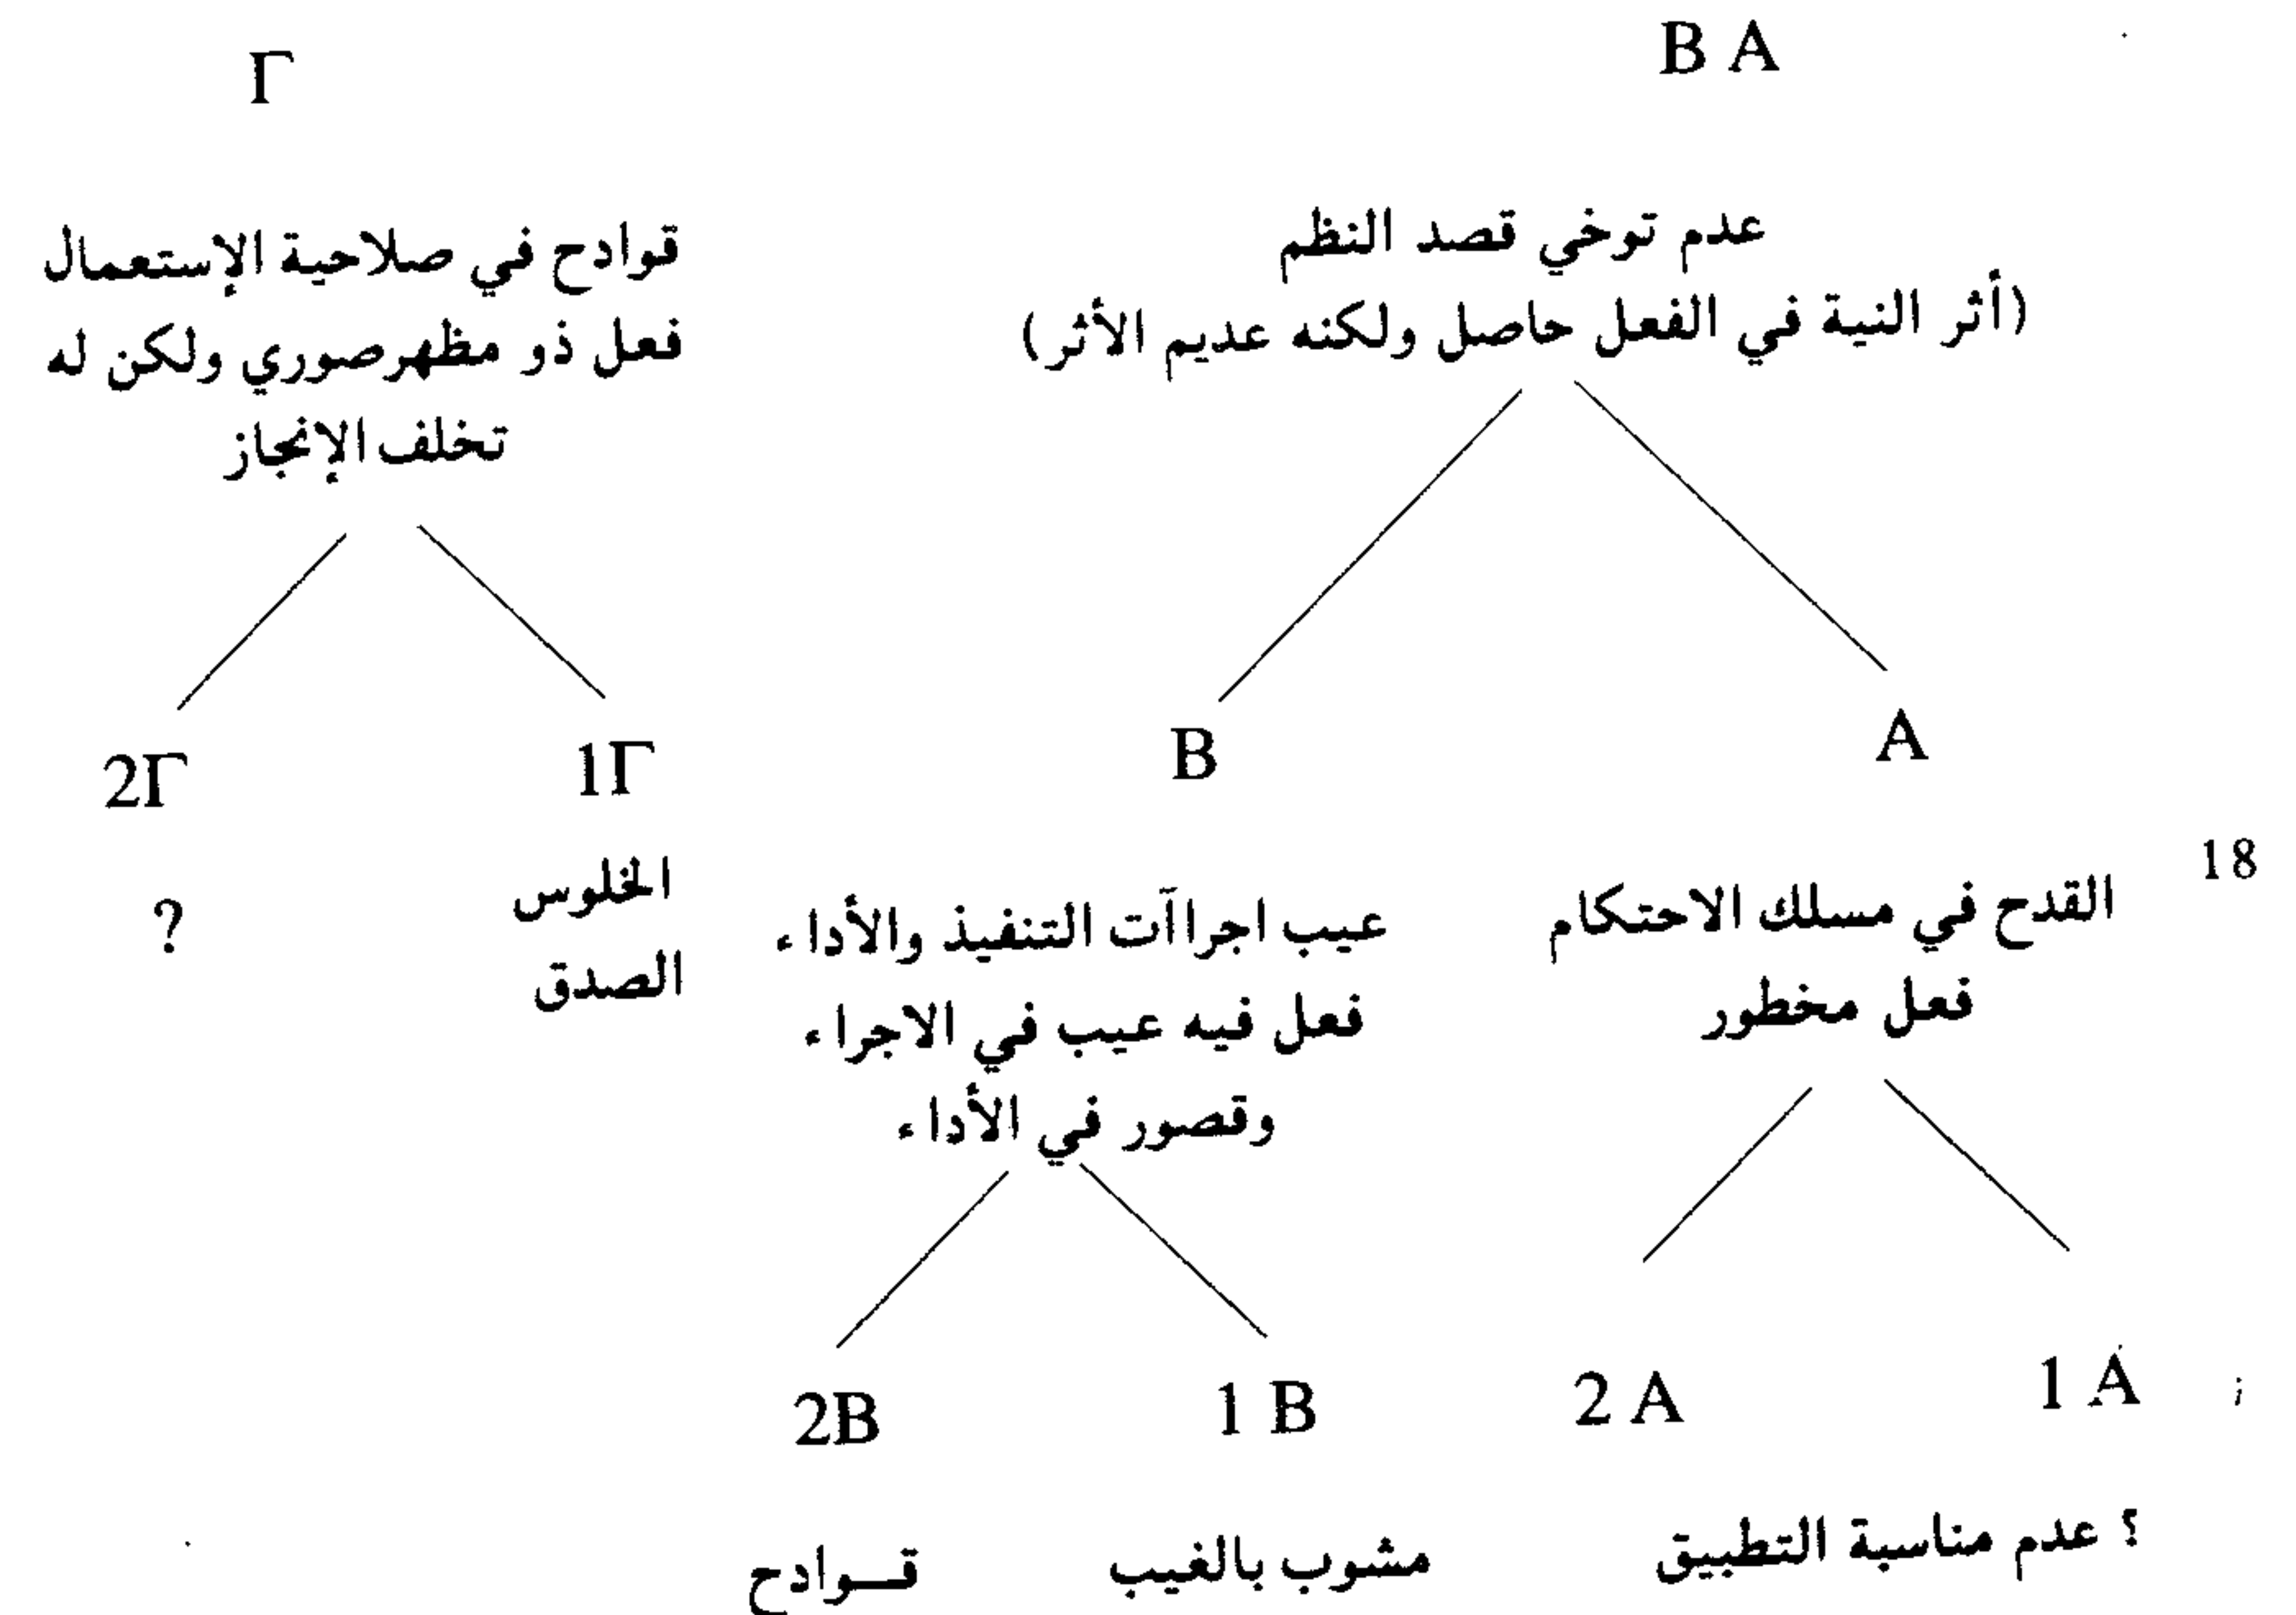 B A
عدم توخي قصد النظم
(أثر النية في الفعل حاصل ولكنه عديم الأثر)
Γ
قوادح في صلاحية الإستعمال
فعل ذو مظهرصوري ولكن له
تخلف الإنجاز
A
18
القدح في مسلك الاحتكام
فعل مخطور
B
عيب اجراآت التنفيذ والأداء
فعل فيه عيب في الاجراء
وقصور في الأداء
1Γ
الخلوس
الصدق
2Γ
?
1 A
2 A
؟ عدم مناسبة التطبيق
1 B
مشوب بالغيب
2B
قـــوادح